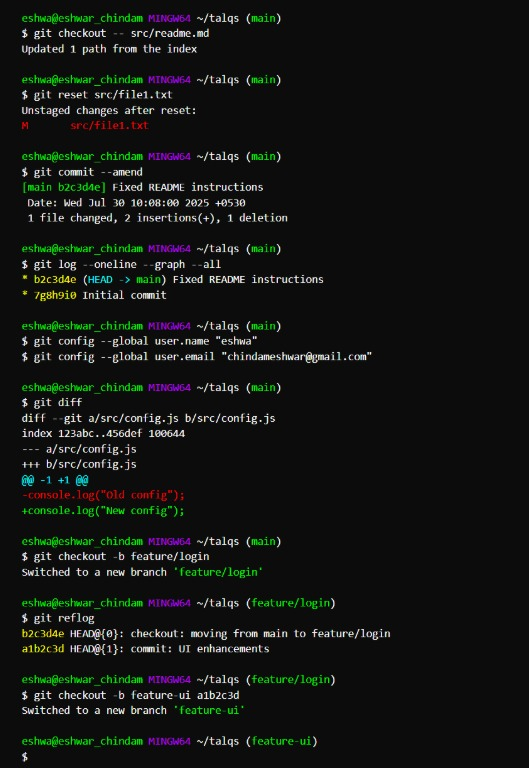 eshwa@eshwar_chindam MINGW64 ~/talqs (main)
$ git checkout -- src/readme.md
Updated 1 path from the index
eshwa@eshwar_chindam MINGW64 ~/talqs (main)
$ git reset src/file1.txt
Unstaged changes after reset:
M       src/file1.txt
eshwa@eshwar_chindam MINGW64 ~/talqs (main)
$ git commit --amend
[main b2c3d4e] Fixed README instructions
 Date: Wed Jul 30 10:08:00 2025 +0530
 1 file changed, 2 insertions(+), 1 deletion
eshwa@eshwar_chindam MINGW64 ~/talqs (main)
$ git log --oneline --graph --all
* b2c3d4e (HEAD -> main) Fixed README instructions
* 7g8h9i0 Initial commit
eshwa@eshwar_chindam MINGW64 ~/talqs (main)
$ git config --global user.name "eshwa"
$ git config --global user.email "chindameshwar@gmail.com"
eshwa@eshwar_chindam MINGW64 ~/talqs (main)
$ git diff
diff --git a/src/config.js b/src/config.js
index 123abc..456def 100644
--- a/src/config.js
+++ b/src/config.js
@@ -1 +1 @@
-console.log("Old config");
+console.log("New config");
eshwa@eshwar_chindam MINGW64 ~/talqs (main)
$ git checkout -b feature/login
Switched to a new branch 'feature/login'
eshwa@eshwar_chindam MINGW64 ~/talqs (feature/login)
$ git reflog
b2c3d4e HEAD@{0}: checkout: moving from main to feature/login
a1b2c3d HEAD@{1}: commit: UI enhancements
eshwa@eshwar_chindam MINGW64 ~/talqs (feature/login)
$ git checkout -b feature-ui a1b2c3d
Switched to a new branch 'feature-ui'
eshwa@eshwar_chindam MINGW64 ~/talqs (feature-ui)
$